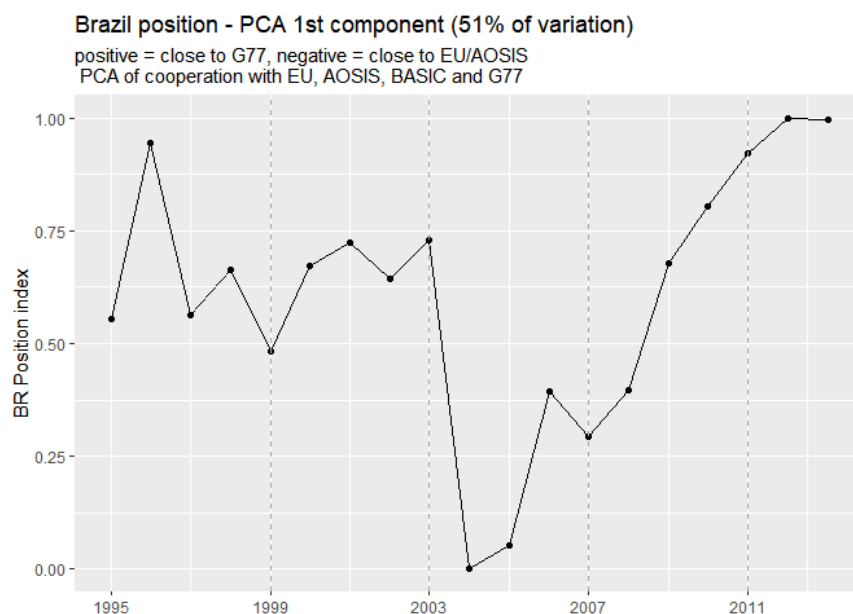 Brazil position - PCA 1st component (51% of variation)
positive = close to G77, negative = close to EU/AOSIS
PCA of cooperation with EU, AOSIS, BASIC and G77
1.00
0.75
0.50
0.25
0.00
BR Position index
1995 1999 2003 2007 2011